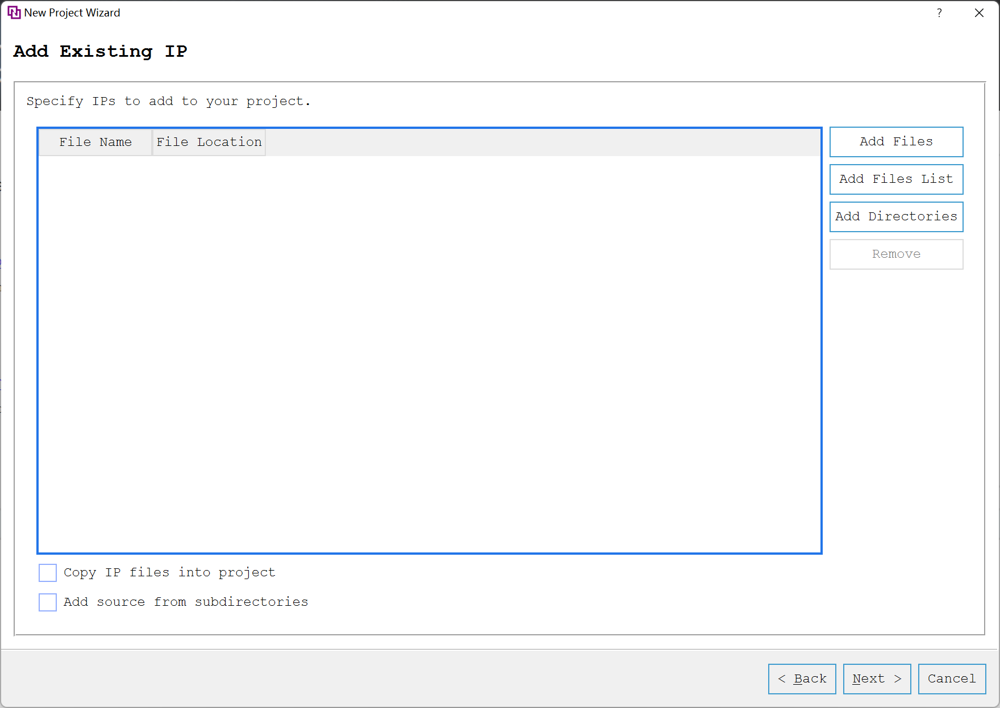 New Project Wizard
?
Add Existing IP
Specify IPs to add to your project.
File Name File Location
Add Files
Add Files List
Add Directories
Remove
Copy IP files into project
Add source from subdirectories
< Back Next > Cancel